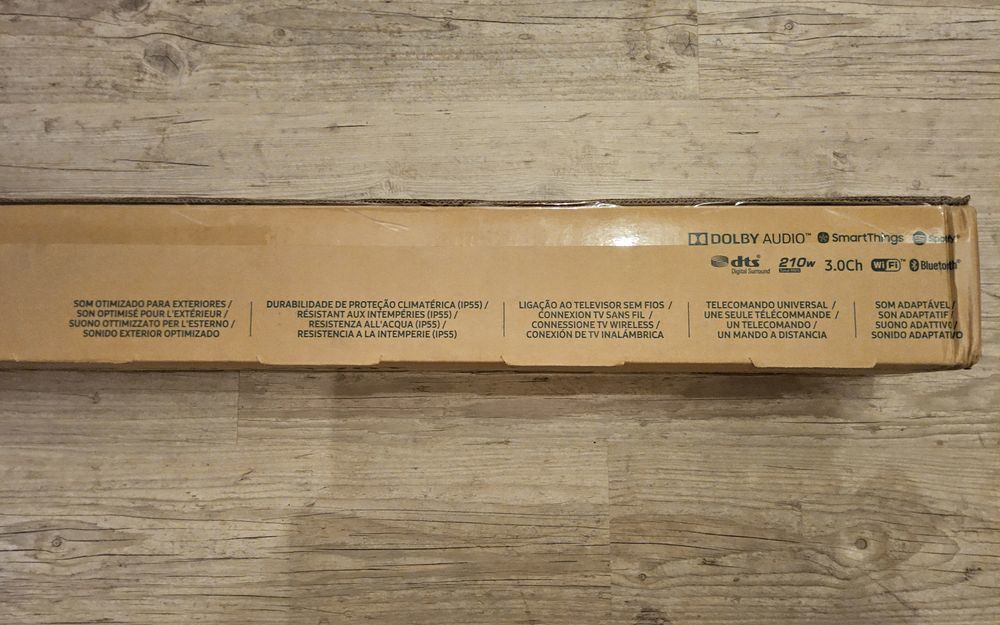 DOLBY AUDIO™ SmartThings Spotify®
dts® Digital Surround 210W 3.0Ch Wi Fi™ Bluetooth®
SOM OTIMIZADO PARA EXTERIORES /
SON OPTIMISÉ POUR L'EXTÉRIEUR /
SUONO OTTIMIZZATO PER L'ESTERNO /
SONIDO EXTERIOR OPTIMIZADO
DURABILIDADE DE PROTEÇÃO CLIMATÉRICA (IP55) /
RÉSISTANT AUX INTEMPÉRIES (IP55) /
RESISTENZA ALL'ACQUA (IP55) /
RESISTENCIA A LA INTEMPERIE (IP55)
LIGAÇÃO AO TELEVISOR SEM FIOS /
CONNEXION TV SANS FIL /
CONNESSIONE TV WIRELESS /
CONEXIÓN DE TV INALÁMBRICA
TELECOMANDO UNIVERSAL /
UNE SEULE TÉLÉCOMMANDE /
UN TELECOMANDO /
UN MANDO A DISTANCIA
SOM ADAPTÁVEL /
SON ADAPTATIF /
SUONO ADATTIVO /
SONIDO ADAPTATIVO